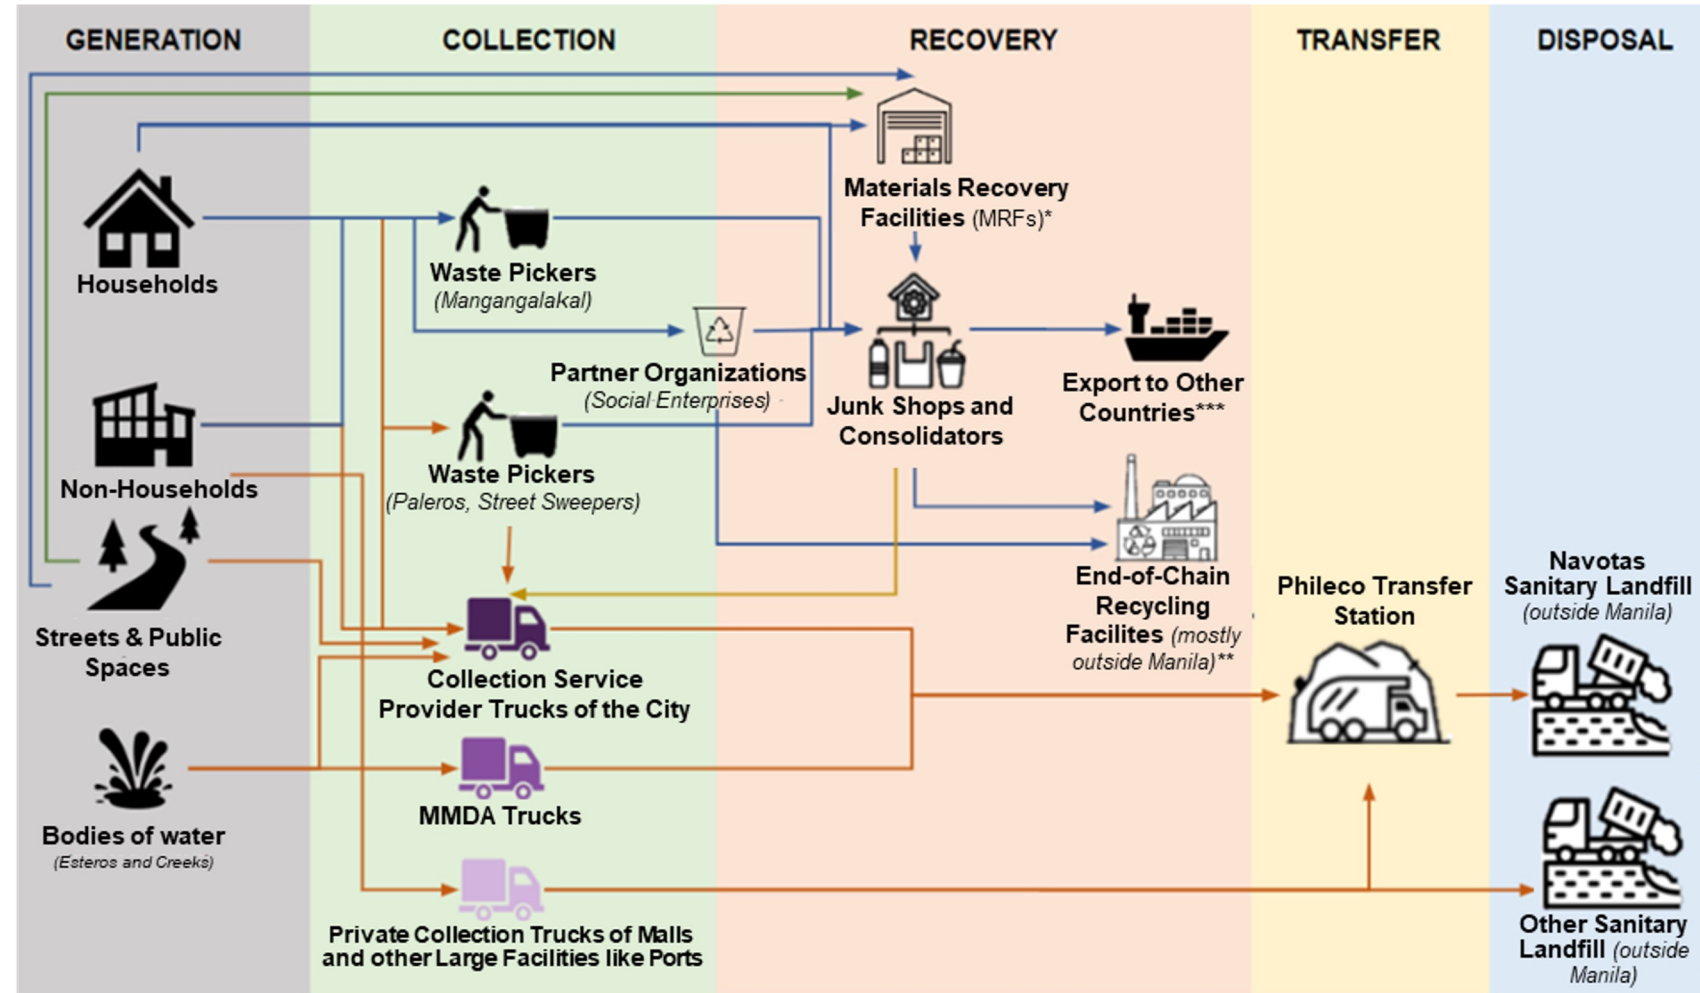 GENERATION
COLLECTION
RECOVERY
TRANSFER
DISPOSAL
Households
Non-Households
Streets & Public
Spaces
Bodies of water
(Esteros and Creeks)
Waste Pickers
(Mangangalakal)
Partner Organizations
(Social Enterprises)
Waste Pickers
(Paleros, Street Sweepers)
Collection Service
Provider Trucks of the City
MMDA Trucks
Private Collection Trucks of Malls
and other Large Facilities like Ports
Materials Recovery
Facilities (MRFs)*
Junk Shops and
Consolidators
Export to Other
Countries***
End-of-Chain
Recycling
Facilites (mostly
outside Manila)**
Phileco Transfer
Station
Navotas
Sanitary Landfill
(outside Manila)
Other Sanitary
Landfill (outside
Manila)